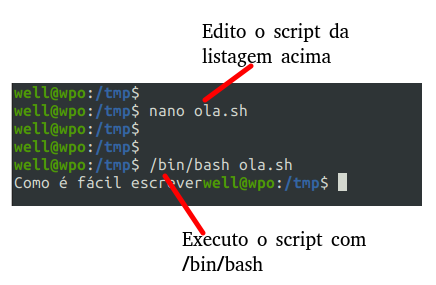 Edito o script da
listagem acima
well@wpo:/tmp$
well@wpo:/tmp$ nano ola.sh
well@wpo:/tmp$
well@wpo:/tmp$
well@wpo:/tmp$ /bin/bash ola.sh
Como é fácil escreverwell@wpo:/tmp$
Executo o script com
/bin/bash